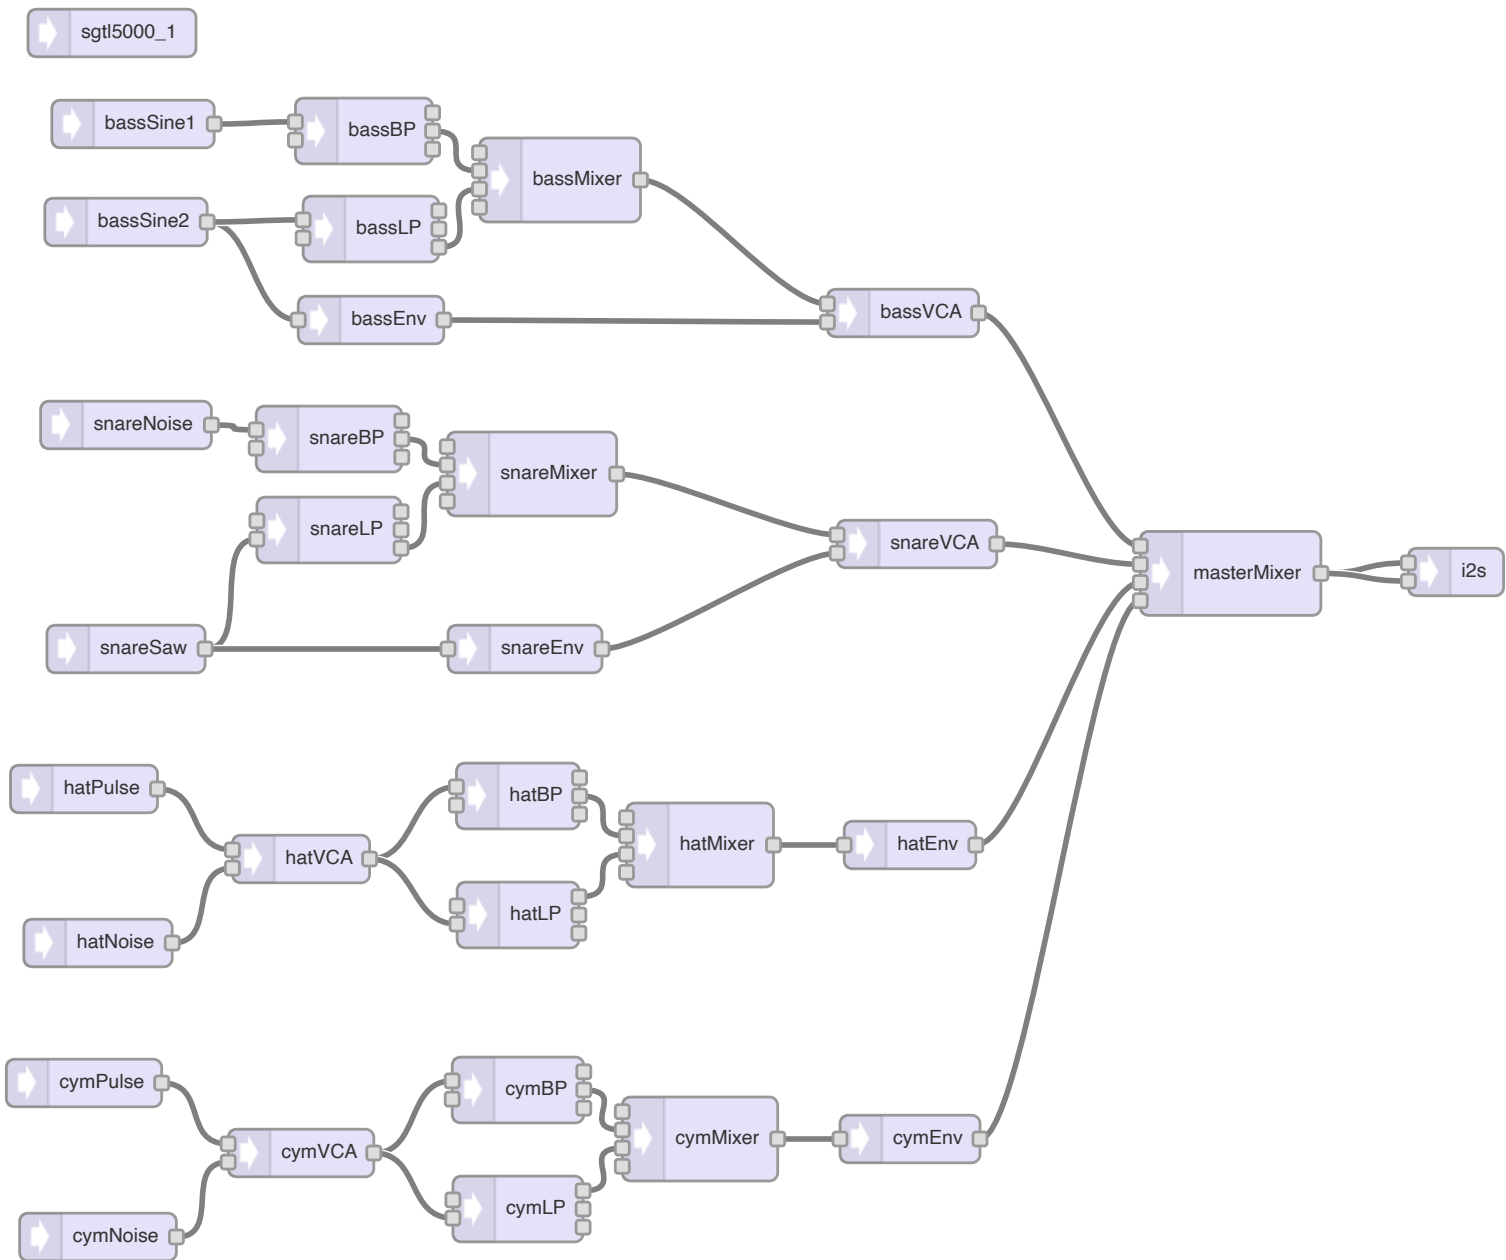 sgtl5000_1
bassSine1
bassBP
bassMixer
bassSine2
bassLP
bassEnv
bassVCA
snareNoise
snareBP
snareMixer
snareLP
snareVCA
masterMixer
i2s
snareSaw
snareEnv
hatPulse
hatBP
hatMixer
hatEnv
hatVCA
hatLP
hatNoise
cymPulse
cymBP
cymMixer
cymEnv
cymVCA
cymLP
cymNoise